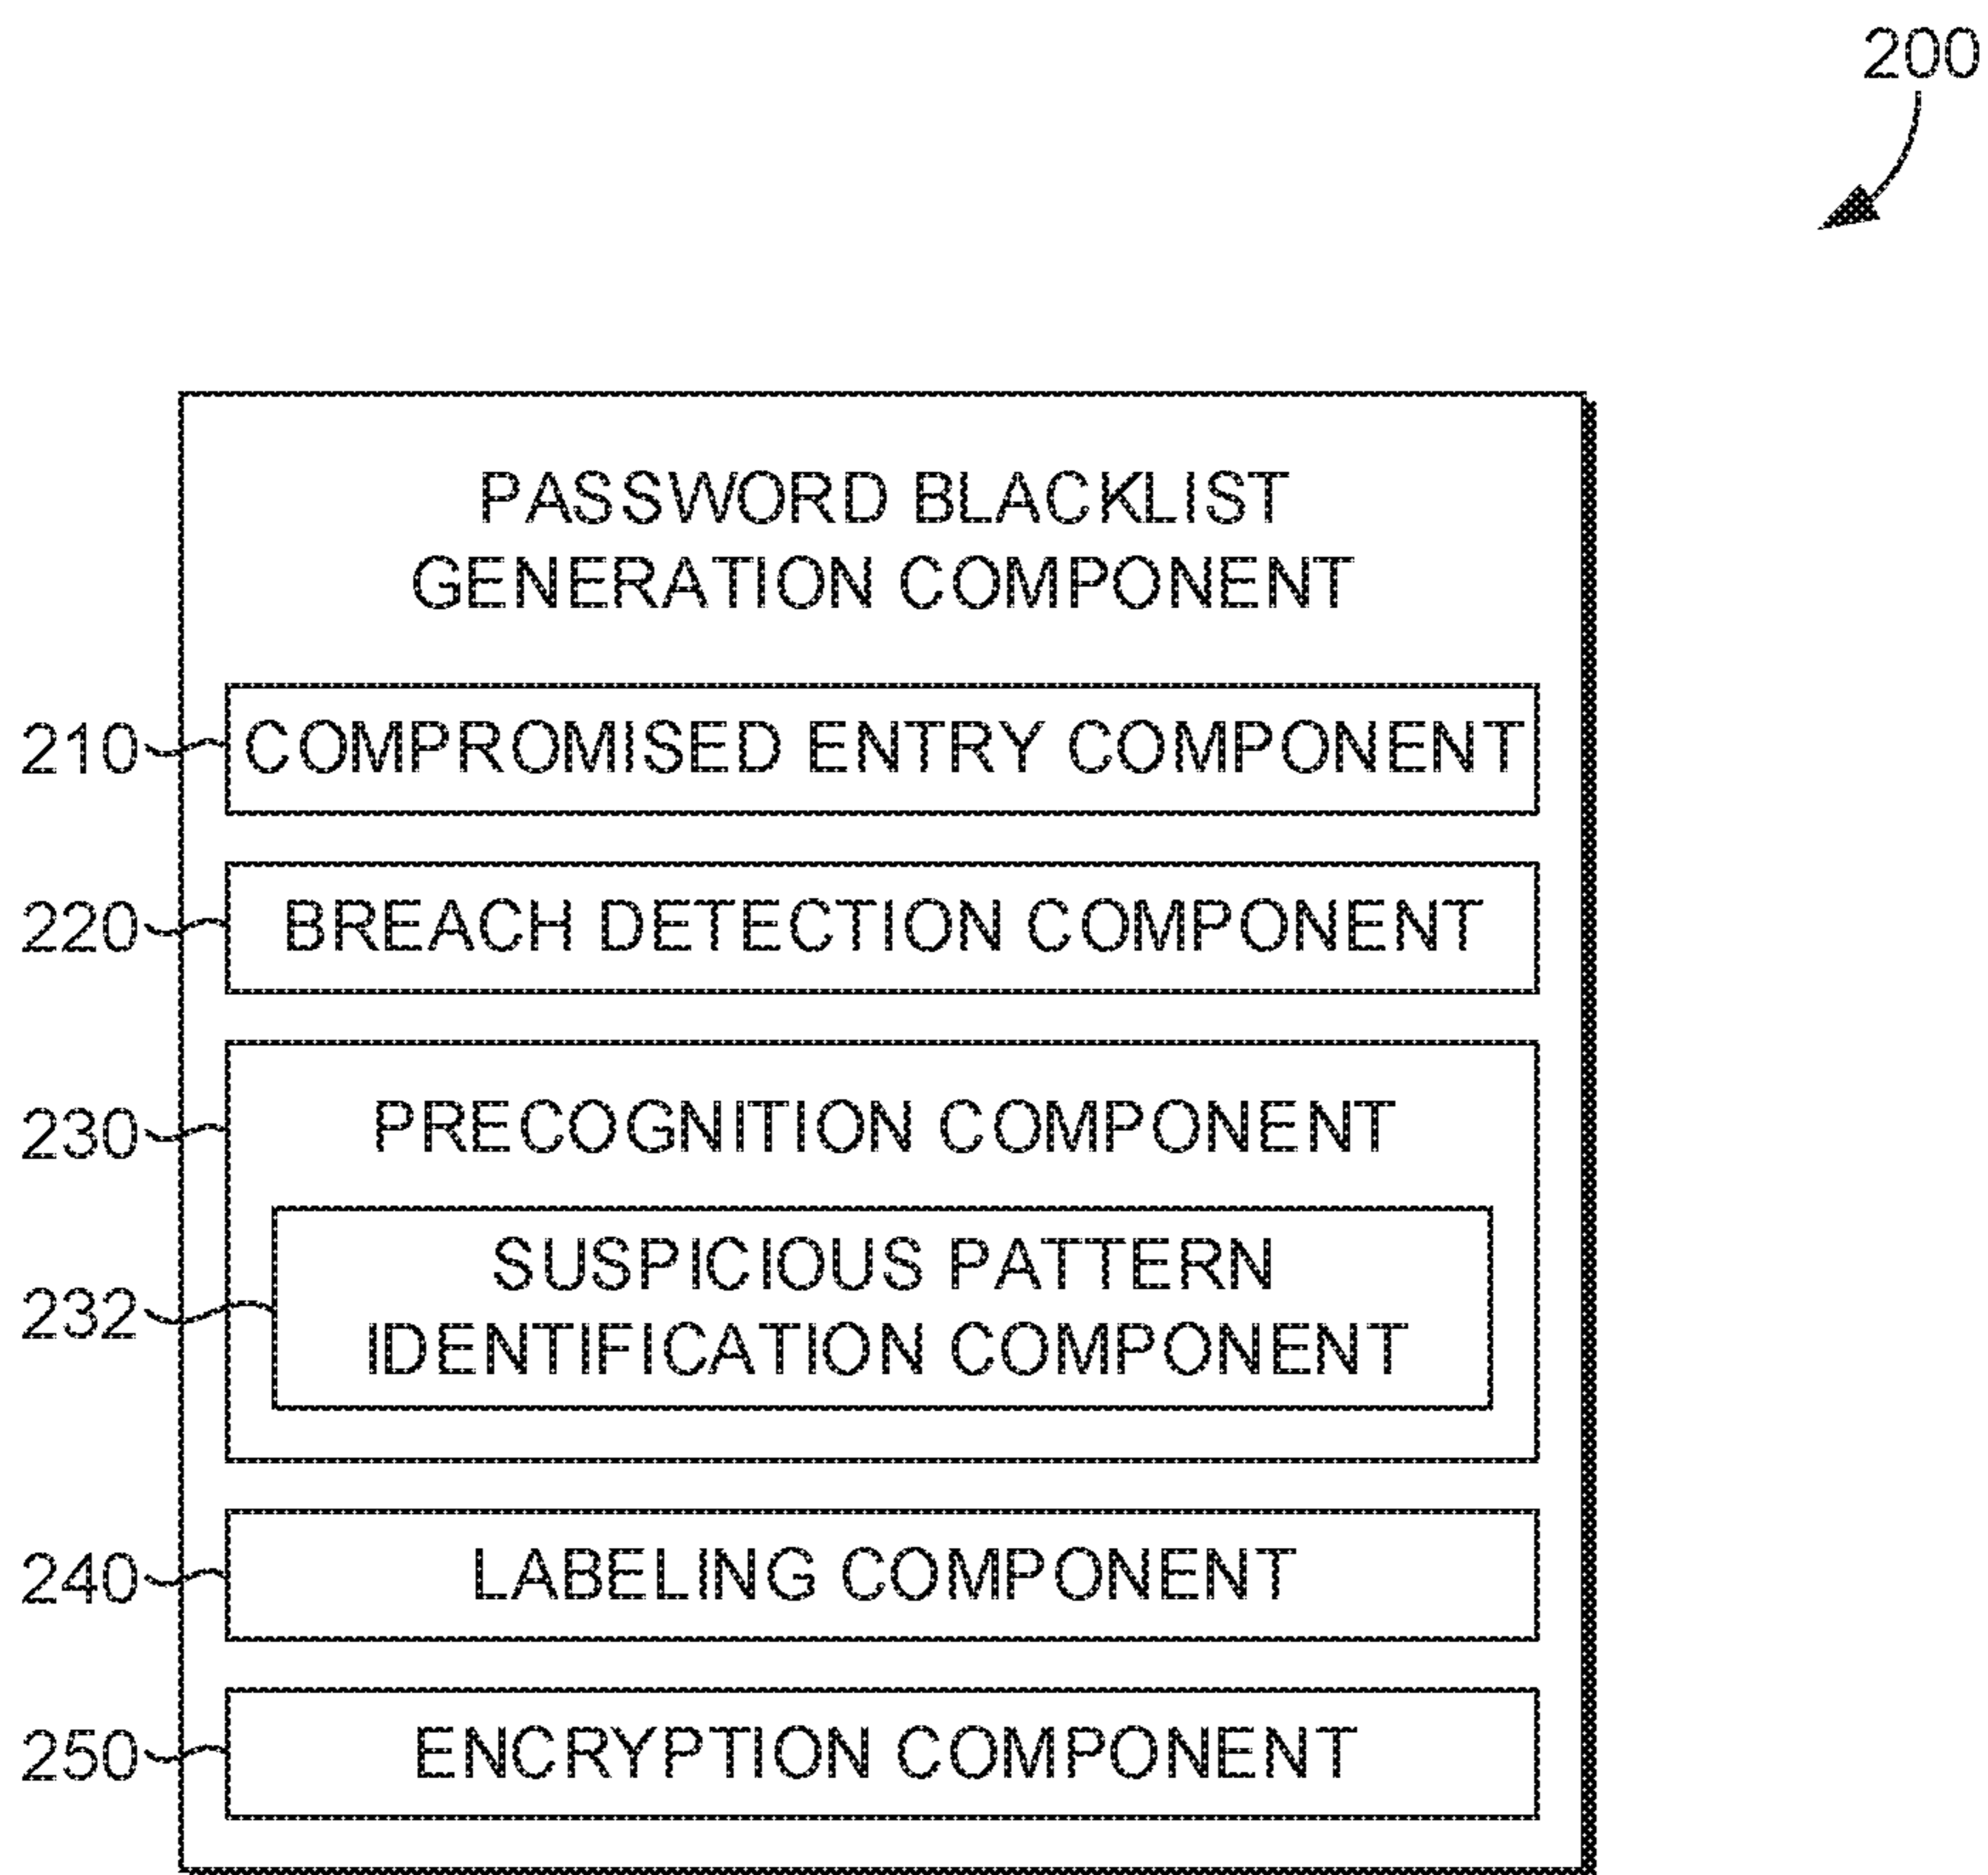 200
PASSWORD BLACKLIST
GENERATION COMPONENT
210 COMPROMISED ENTRY COMPONENT
220 BREACH DETECTION COMPONENT
230 PRECOGNITION COMPONENT
SUSPICIOUS PATTERN
232 IDENTIFICATION COMPONENT
240 LABELING COMPONENT
250 ENCRYPTION COMPONENT